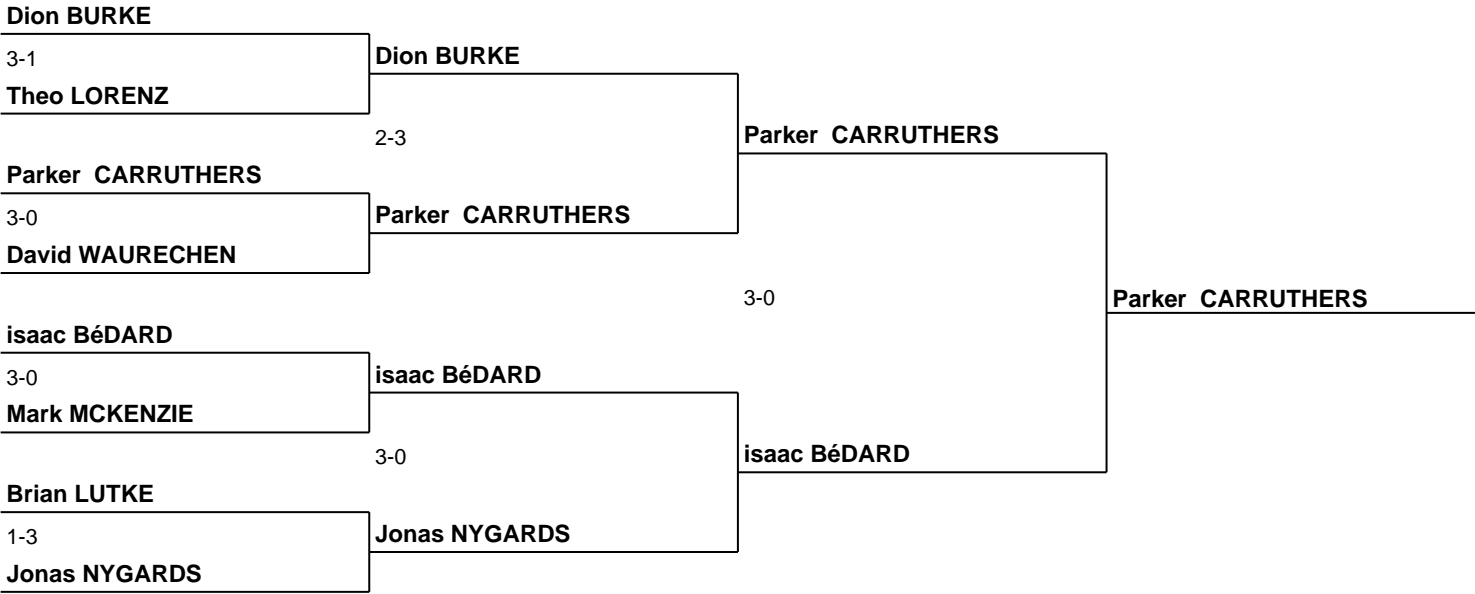 Dion BURKE
3-1
Dion BURKE
Theo LORENZ
2-3
Parker  CARRUTHERS
Parker  CARRUTHERS
3-0
Parker  CARRUTHERS
David WAURECHEN
3-0
Parker  CARRUTHERS
isaac BéDARD
3-0
isaac BéDARD
Mark MCKENZIE
3-0
isaac BéDARD
Brian LUTKE
1-3
Jonas NYGARDS
Jonas NYGARDS